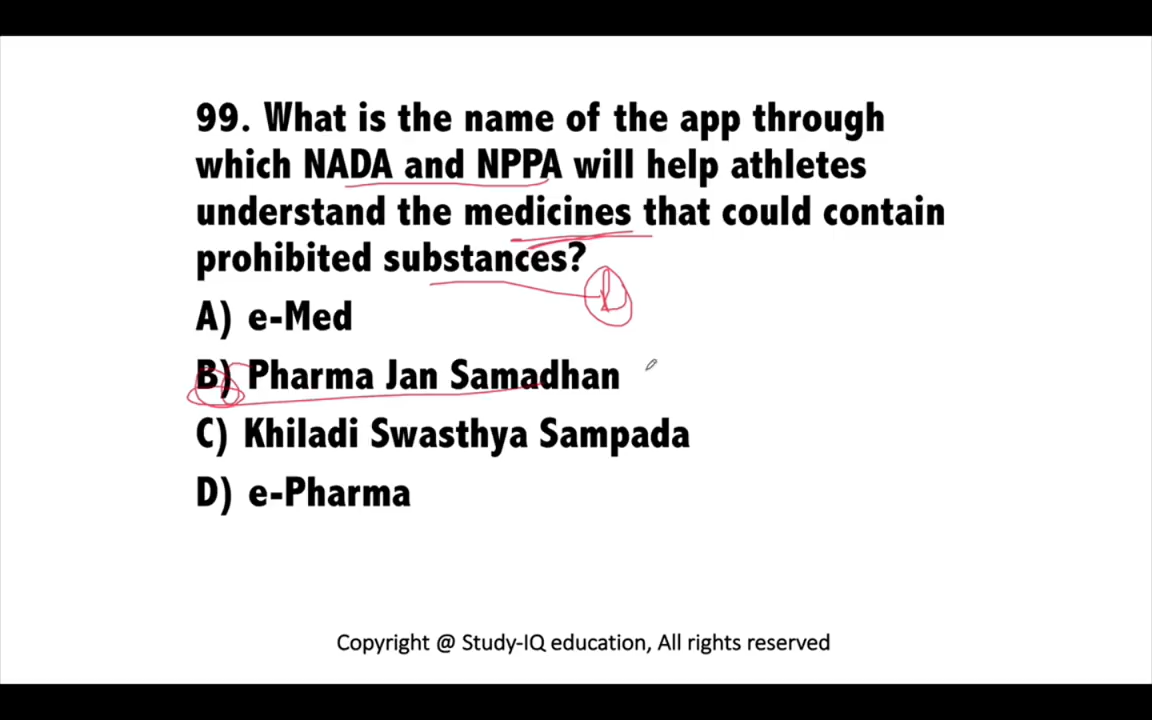 99. What is the name of the app through
which NADA and NPPA will help athletes
understand the medicines that could contain
prohibited substances?
A) e-Med
B) Pharma Jan Samadhan
C) Khiladi Swasthya Sampada
D) e-Pharma
Copyright @ Study-IQ education, All rights reserved